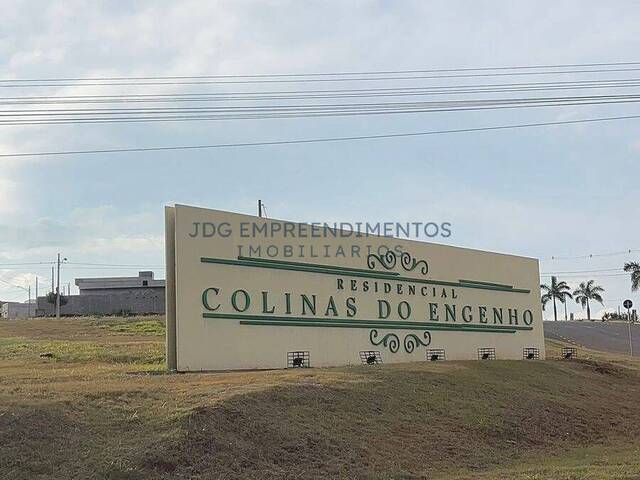 JDG EMPREENDIMENTOS
IMOBILIÁRIOS
RESIDENCIAL
COLINAS DO ENGENHO